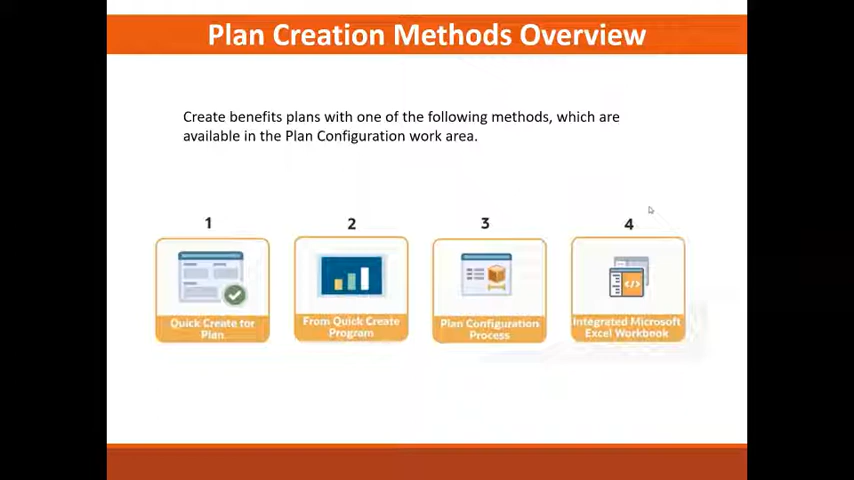 Plan Creation Methods Overview
Create benefits plans with one of the following methods, which are
available in the Plan Configuration work area.
1
2
3
4
Quick Create for
Plan
From Quick Create
Program
Plan Configuration
Process
Integrated Microsoft
Excel Workbook